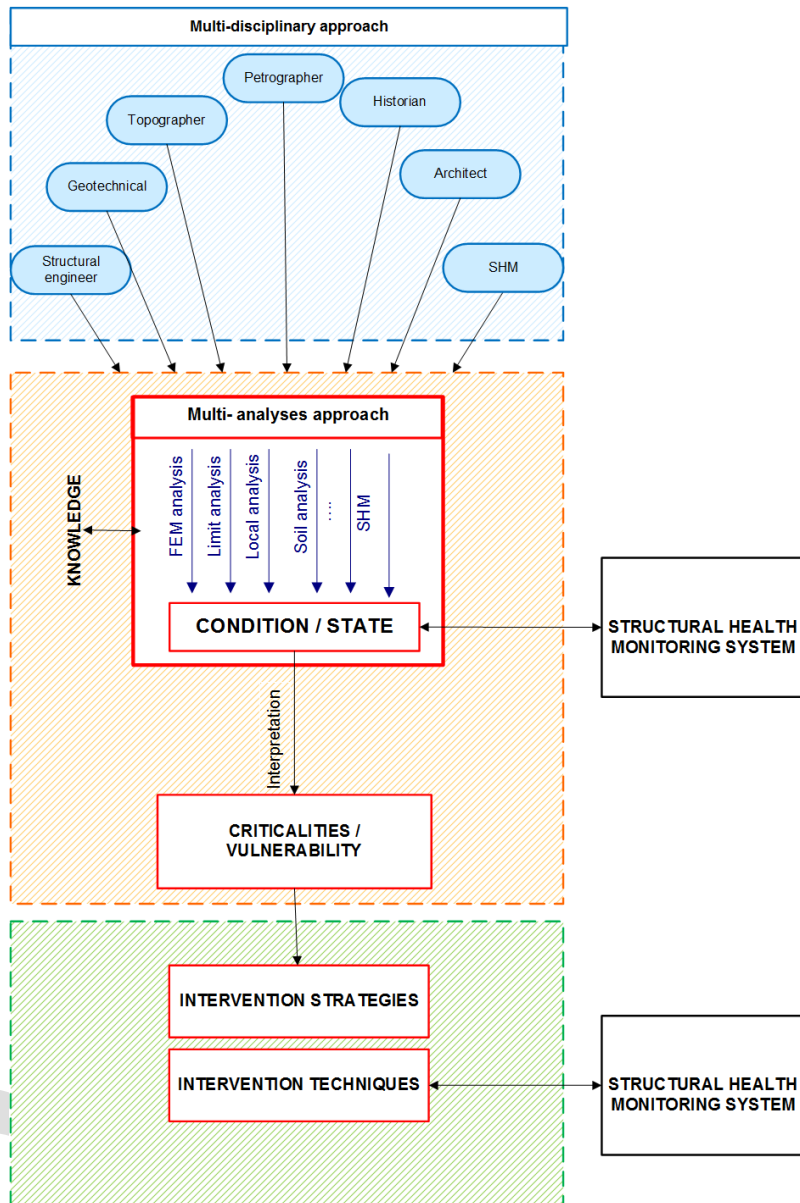 Multi-disciplinary approach
Petrographer
Historian
Topographer
Architect
Geotechnical
Structural
engineer
SHM
Multi- analyses approach
KNOWLEDGE
FEM analysis
Limit analysis
Local analysis
Soil analysis
....
SHM
CONDITION / STATE
STRUCTURAL HEALTH
MONITORING SYSTEM
Interpretation
CRITICALITIES /
VULNERABILITY
INTERVENTION STRATEGIES
INTERVENTION TECHNIQUES
STRUCTURAL HEALTH
MONITORING SYSTEM